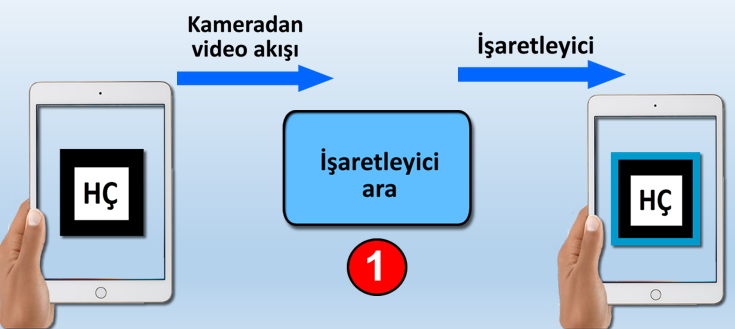 Kameradan
video akışı
İşaretleyici
HÇ
İşaretleyici
ara
HÇ
1